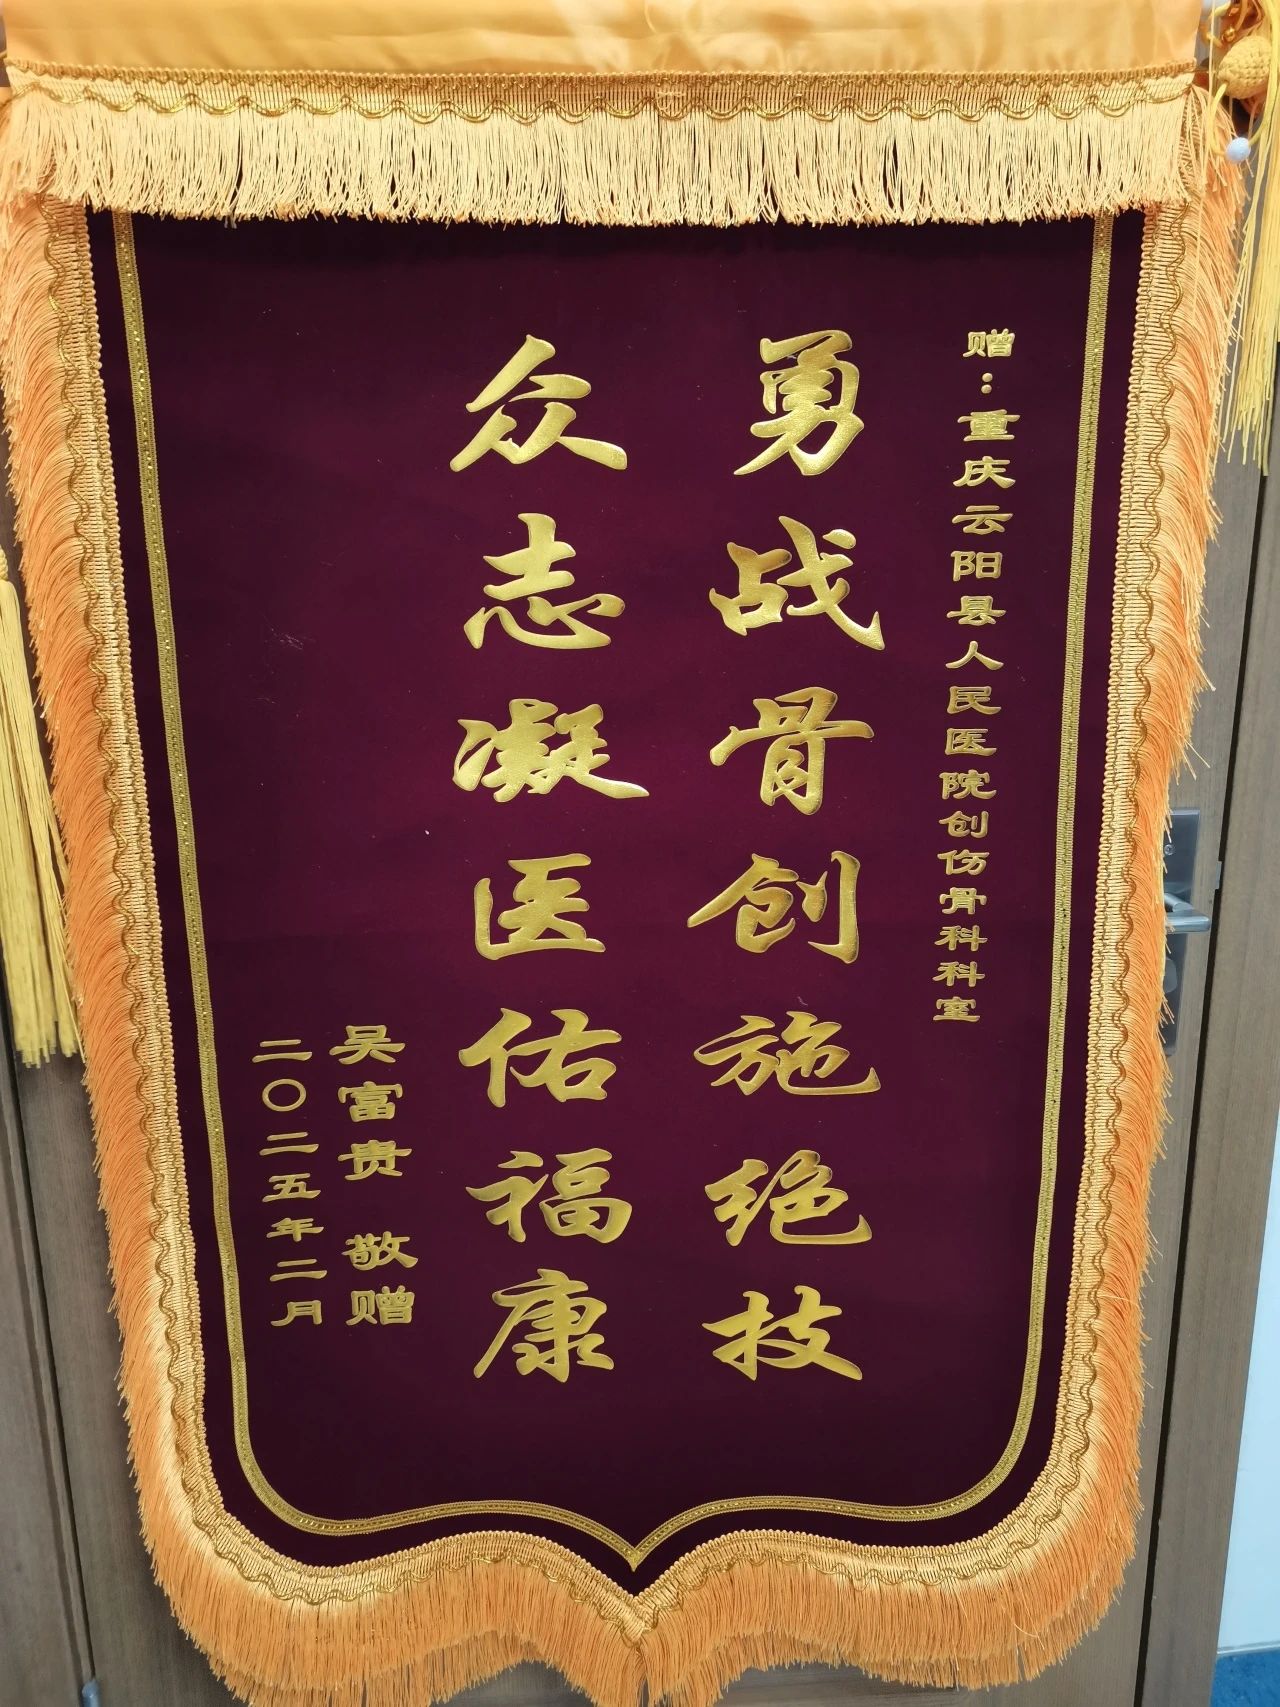 赠：重庆云阳县人民医院创伤骨科科室
勇战骨创施绝技
众志凝医佑福康
吴富贵 敬赠
二〇二五年二月